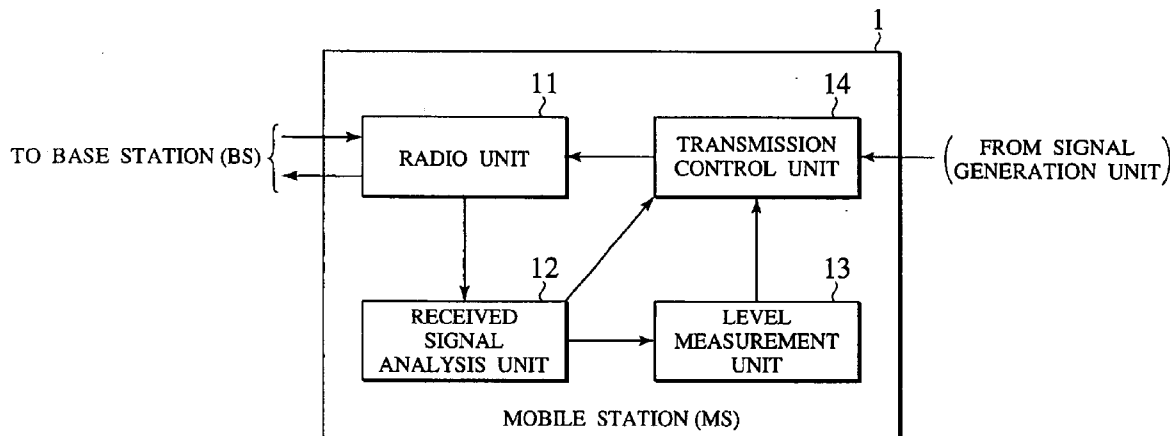 1
11
14
TO BASE STATION (BS)
RADIO UNIT
TRANSMISSION
CONTROL UNIT
(FROM SIGNAL
GENERATION UNIT)
12
13
RECEIVED
SIGNAL
ANALYSIS UNIT
LEVEL
MEASUREMENT
UNIT
MOBILE STATION (MS)